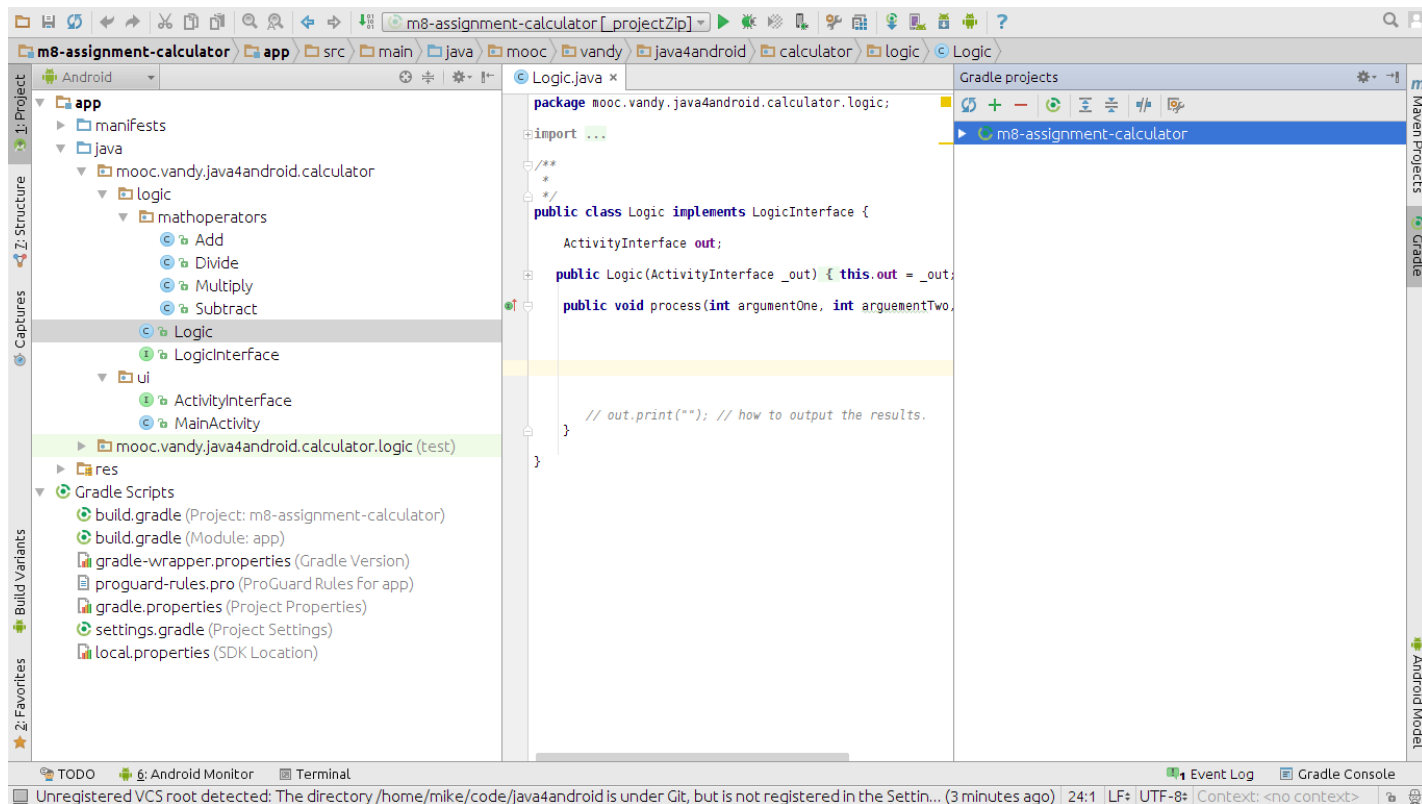 m8-assignment-calculator [_projectZip]
?
m8-assignment-calculator app src main java mooc vandy java4android calculator logic Logic
1: Project
7: Structure
Captures
Build Variants
2: Favorites
Android
app
manifests
java
mooc.vandy.java4android.calculator
logic
mathoperators
Add
Divide
Multiply
Subtract
Logic
LogicInterface
ui
ActivityInterface
MainActivity
mooc.vandy.java4android.calculator.logic (test)
res
Gradle Scripts
build.gradle (Project: m8-assignment-calculator)
build.gradle (Module: app)
gradle-wrapper.properties (Gradle Version)
proguard-rules.pro (ProGuard Rules for app)
gradle.properties (Project Properties)
settings.gradle (Project Settings)
local.properties (SDK Location)
Logic.java ×
package mooc.vandy.java4android.calculator.logic;
import ...
/**
*
*/
public class Logic implements LogicInterface {
ActivityInterface out;
public Logic(ActivityInterface _out) { this.out = _out;
public void process(int argumentOne, int arguementTwo,
// out.print(""); // how to output the results.
}
}
Gradle projects
m8-assignment-calculator
Maven Projects
Gradle
Android Model
TODO 6: Android Monitor Terminal 1 Event Log Gradle Console
Unregistered VCS root detected: The directory /home/mike/code/java4android is under Git, but is not registered in the Settin... (3 minutes ago) 24:1 LF UTF-8 Context: <no context>